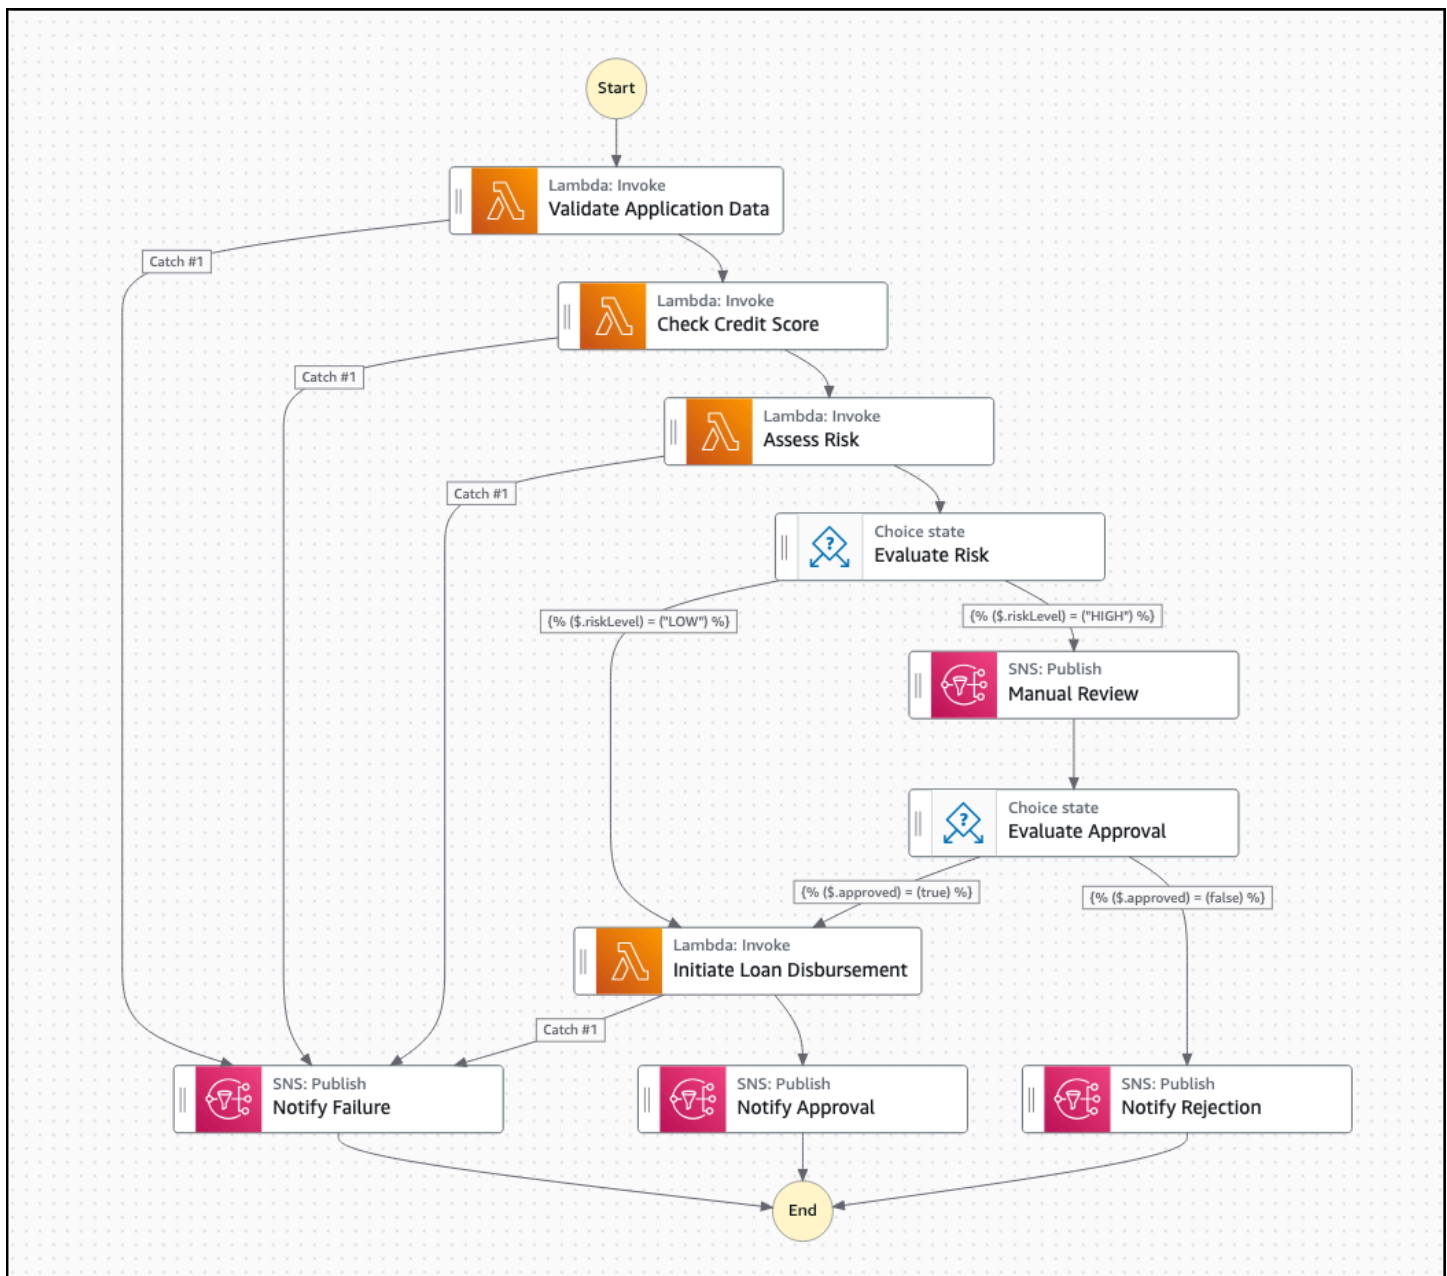 Start
Lambda: Invoke
Validate Application Data
Catch #1
Lambda: Invoke
Check Credit Score
Catch #1
Lambda: Invoke
Assess Risk
Catch #1
Choice state
Evaluate Risk
{% ($.riskLevel) = ("LOW") %}
{% ($.riskLevel) = ("HIGH") %}
SNS: Publish
Manual Review
Choice state
Evaluate Approval
{% ($.approved) = (true) %}
{% ($.approved) = (false) %}
Lambda: Invoke
Initiate Loan Disbursement
Catch #1
SNS: Publish
Notify Failure
SNS: Publish
Notify Approval
SNS: Publish
Notify Rejection
End